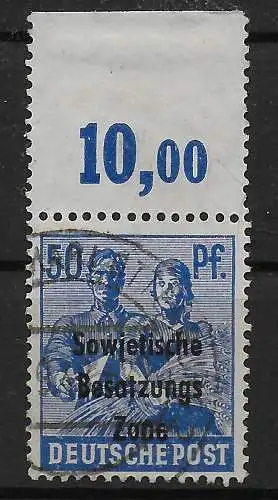 10,00
50 Pf.
Sowjetische
Besatzungs
Zone
DEUTSCHE POST